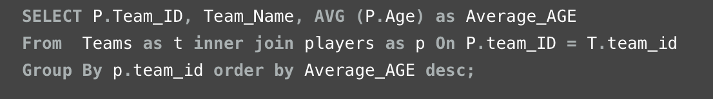 SELECT P.Team_ID, Team_Name, AVG (P.Age) as Average_AGE
From  Teams as t inner join players as p On P.team_ID = T.team_id
Group By p.team_id order by Average_AGE desc;